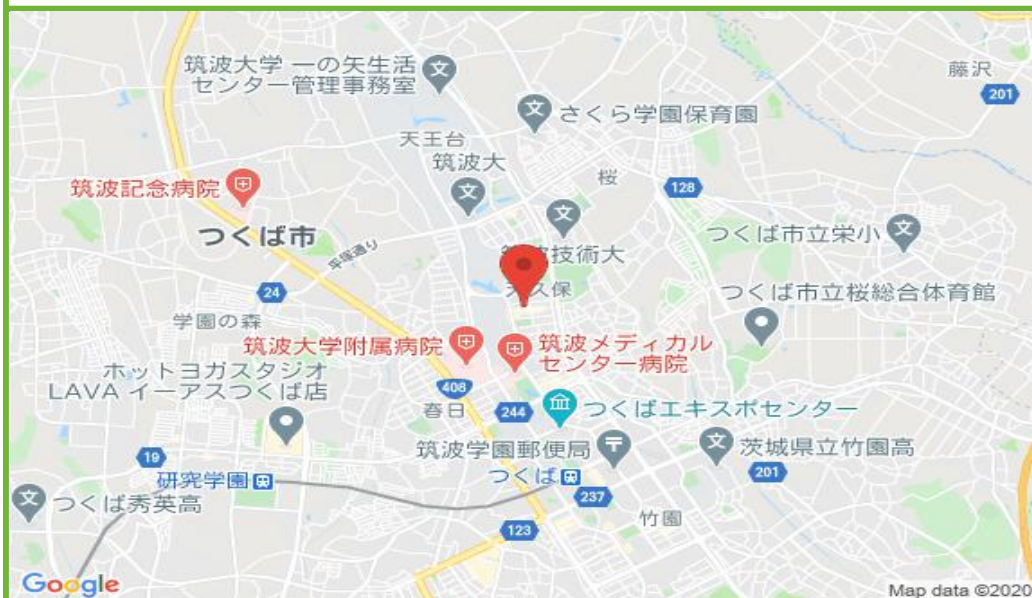 筑波大学 一の矢生活
センター管理事務室
藤沢
201
さくら学園保育園
天王台
筑波大
桜
128
筑波記念病院
つくば市
つくば市立栄小
技術大
平塚通り
久保
24
つくば市立桜総合体育館
学園の森
筑波大学附属病院
筑波メディカル
センター病院
ホットヨガスタジオ
LAVA イーアスつくば店
408
春日
244
つくばエキスポセンター
筑波学園郵便局
茨城県立竹園高
19
研究学園
つくば
201
つくば秀英高
237
竹園
123
Google
Map data ©2020